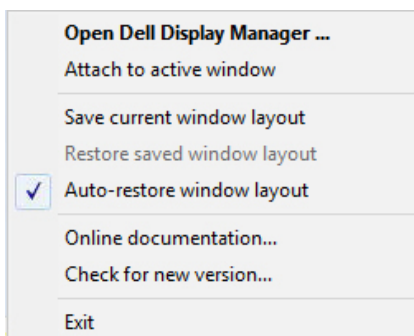 Open Dell Display Manager ...
Attach to active window
Save current window layout
Restore saved window layout
Auto-restore window layout
Online documentation...
Check for new version...
Exit